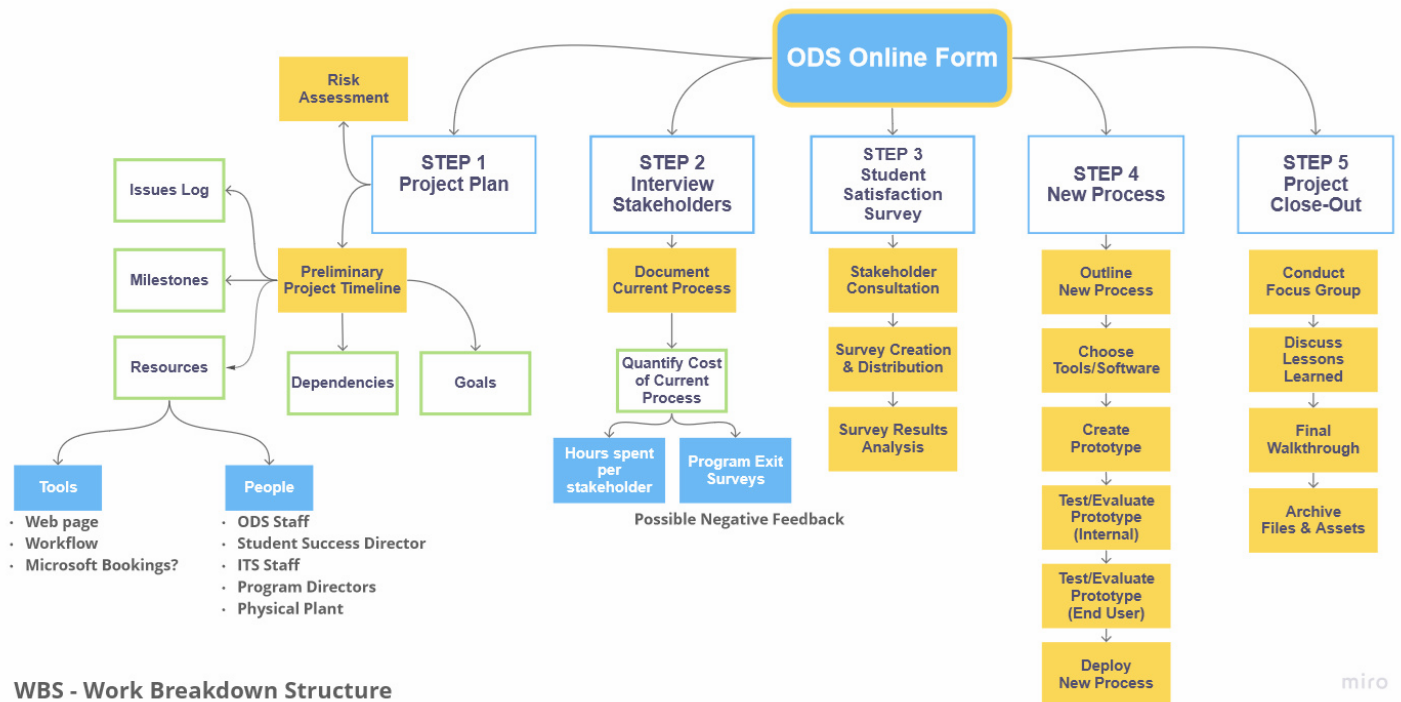 ODS Online Form
Risk
Assessment
STEP 1
Project Plan
Issues Log
Milestones
Resources
Preliminary
Project Timeline
Dependencies
Goals
Tools
· Web page
· Workflow
· Microsoft Bookings?
People
· ODS Staff
· Student Success Director
· ITS Staff
· Program Directors
· Physical Plant
STEP 2
Interview
Stakeholders
Document
Current Process
Quantify Cost
of Current
Process
Hours spent
per
stakeholder
Program Exit
Surveys
Possible Negative Feedback
STEP 3
Student
Satisfaction
Survey
Stakeholder
Consultation
Survey Creation
& Distribution
Survey Results
Analysis
STEP 4
New Process
Outline
New Process
Choose
Tools/Software
Create
Prototype
Test/Evaluate
Prototype
(Internal)
Test/Evaluate
Prototype
(End User)
Deploy
New Process
STEP 5
Project
Close-Out
Conduct
Focus Group
Discuss
Lessons
Learned
Final
Walkthrough
Archive
Files & Assets
WBS - Work Breakdown Structure
miro